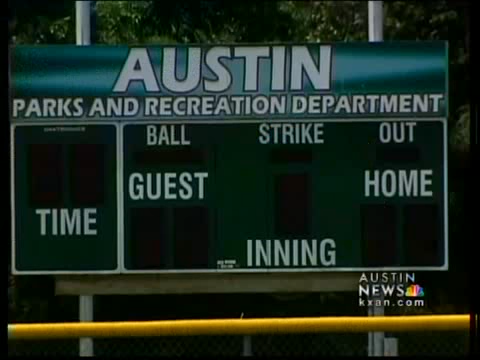 AUSTIN
PARKS AND RECREATION DEPARTMENT
BALL STRIKE OUT
GUEST HOME
TIME
INNING
AUSTIN
NEWS
kxan.com